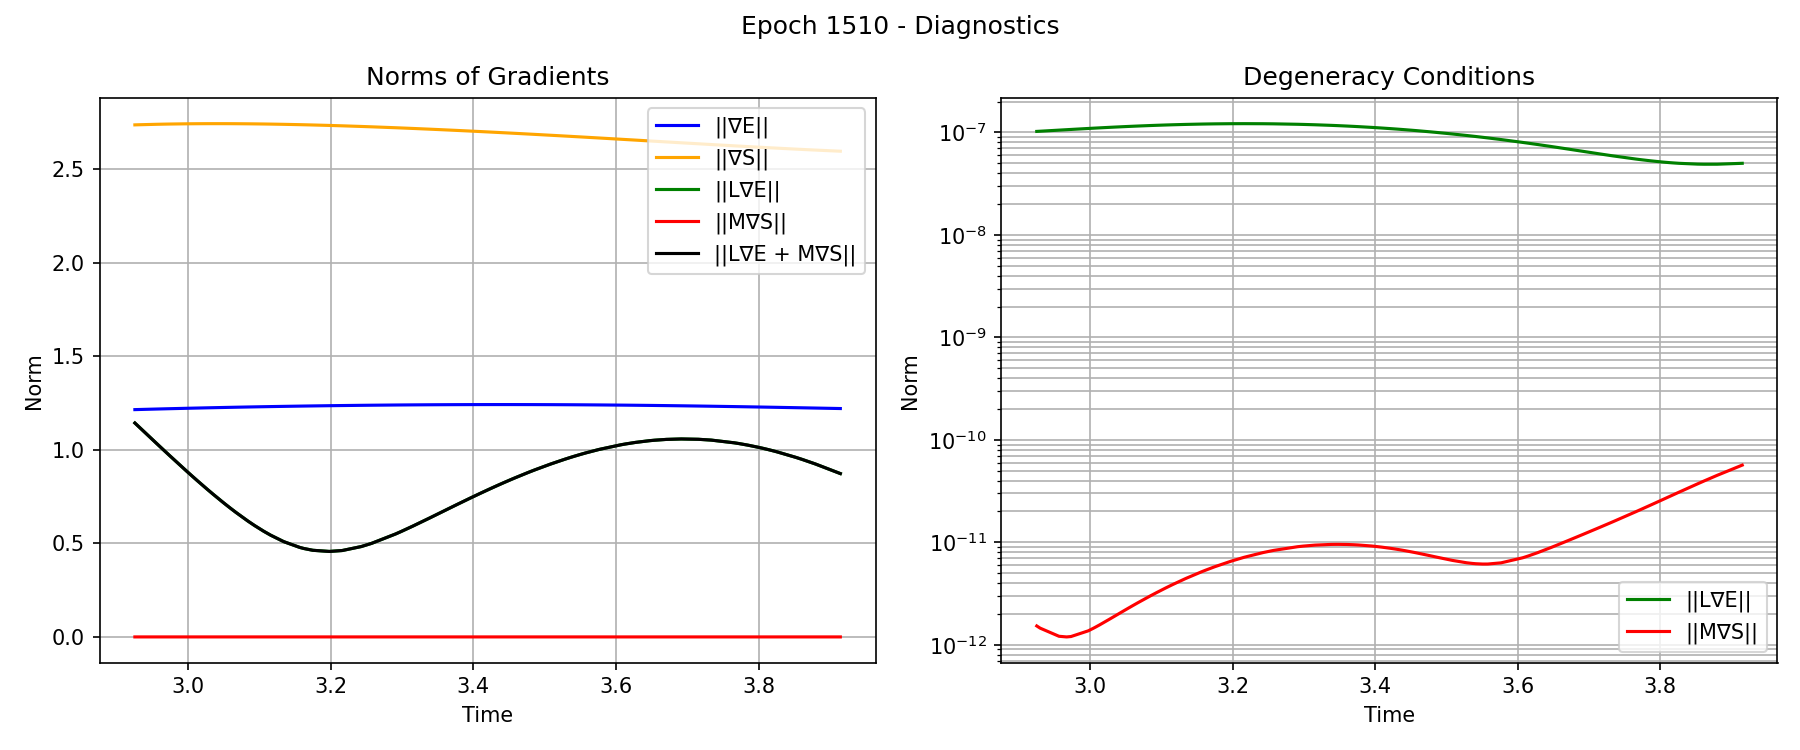 Epoch 1510 - Diagnostics
Norms of Gradients
Norm
2.5
2.0
1.5
1.0
0.5
0.0
||∇E||
||∇S||
||L∇E||
||M∇S||
||L∇E + M∇S||
3.0 3.2 3.4 3.6 3.8
Time
Degeneracy Conditions
Norm
10⁻⁷
10⁻⁸
10⁻⁹
10⁻¹⁰
10⁻¹¹
10⁻¹²
||L∇E||
||M∇S||
3.0 3.2 3.4 3.6 3.8
Time